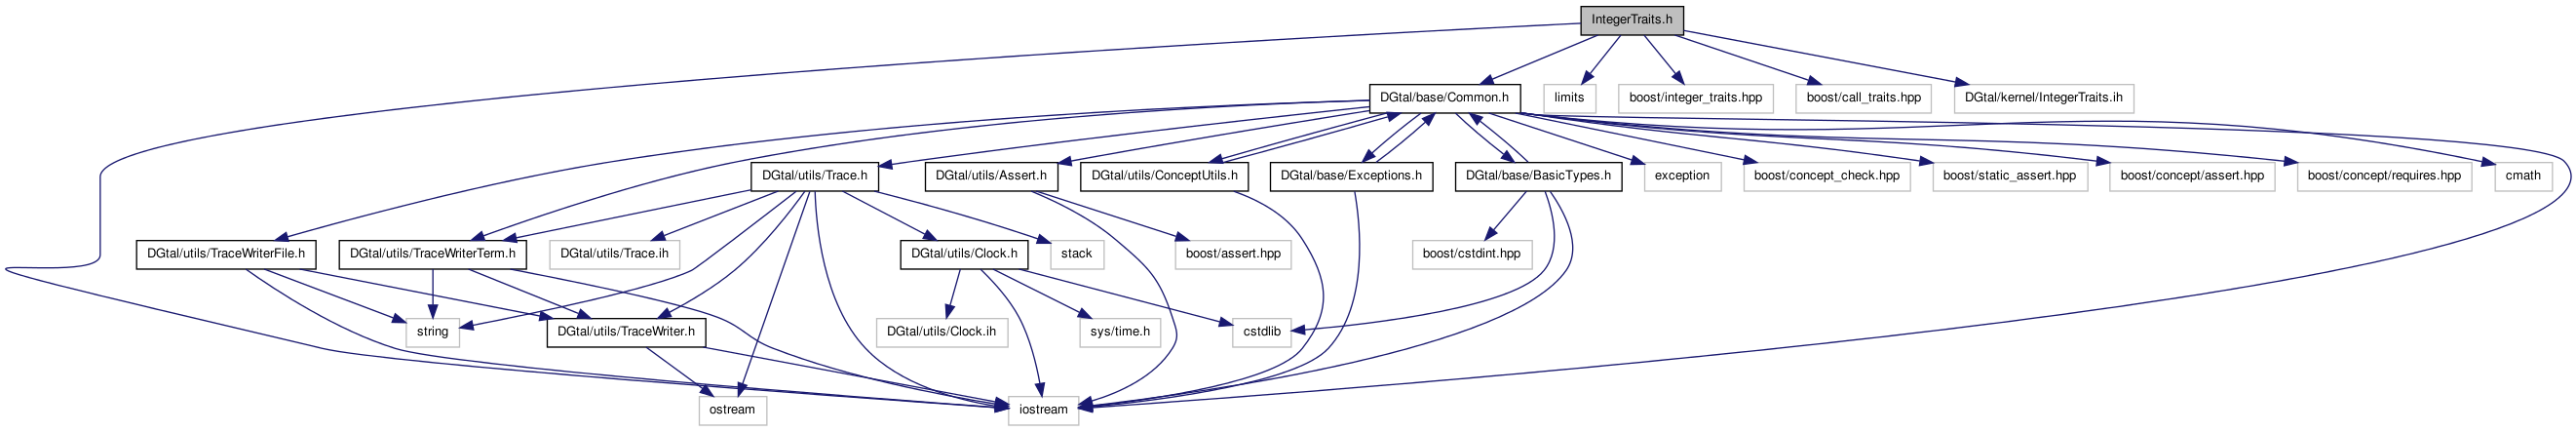 IntegerTraits.h
DGtal/base/Common.h
limits
boost/integer_traits.hpp
boost/call_traits.hpp
DGtal/kernel/IntegerTraits.ih
DGtal/utils/Trace.h
DGtal/utils/Assert.h
DGtal/utils/ConceptUtils.h
DGtal/base/Exceptions.h
DGtal/base/BasicTypes.h
exception
boost/concept_check.hpp
boost/static_assert.hpp
boost/concept/assert.hpp
boost/concept/requires.hpp
cmath
DGtal/utils/TraceWriterFile.h
DGtal/utils/TraceWriterTerm.h
DGtal/utils/Trace.ih
DGtal/utils/Clock.h
stack
boost/assert.hpp
boost/cstdint.hpp
string
DGtal/utils/TraceWriter.h
DGtal/utils/Clock.ih
sys/time.h
cstdlib
ostream
iostream